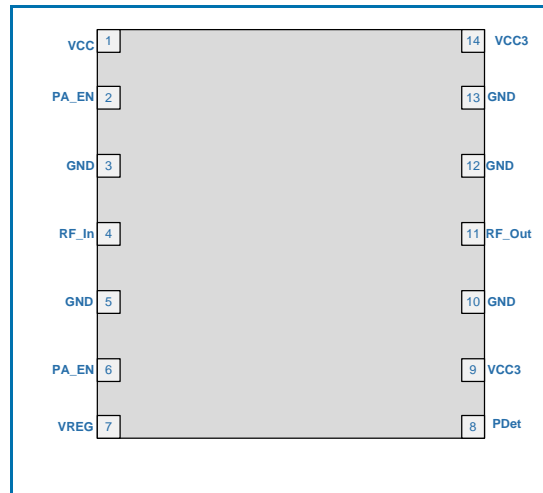 VCC 1 14 VCC3
PA_EN 2 13 GND
GND 3 12 GND
RF_In 4 11 RF_Out
GND 5 10 GND
PA_EN 6 9 VCC3
VREG 7 8 PDet